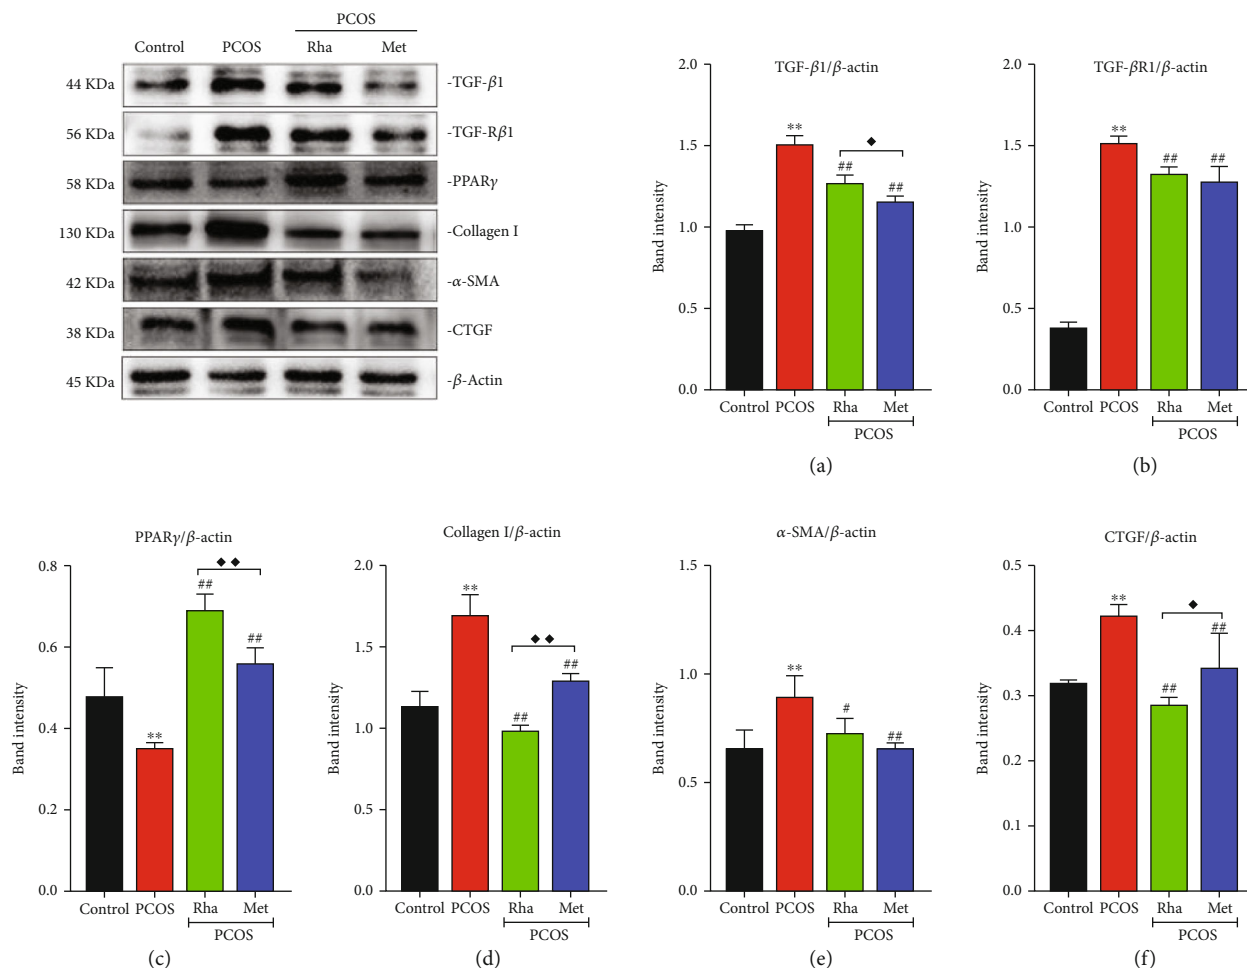 PCOS
Control PCOS Rha Met
44 KDa -TGF-β1
56 KDa -TGF-Rβ1
58 KDa -PPARγ
130 KDa -Collagen I
42 KDa -α-SMA
38 KDa -CTGF
45 KDa -β-Actin
TGF-β1/β-actin
Band intensity
2.0
1.5
1.0
0.5
0.0
**
##
##
◆
Control PCOS Rha Met
PCOS
(a)
TGF-βR1/β-actin
Band intensity
2.0
1.5
1.0
0.5
0.0
**
##
##
Control PCOS Rha Met
PCOS
(b)
PPARγ/β-actin
Band intensity
0.8
0.6
0.4
0.2
0.0
**
##
##
◆ ◆
Control PCOS Rha Met
PCOS
(c)
Collagen I/β-actin
Band intensity
2.0
1.5
1.0
0.5
0.0
**
##
##
◆ ◆
Control PCOS Rha Met
PCOS
(d)
α-SMA/β-actin
Band intensity
1.5
1.0
0.5
0.0
**
#
##
Control PCOS Rha Met
PCOS
(e)
CTGF/β-actin
Band intensity
0.5
0.4
0.3
0.2
0.1
0.0
**
##
##
◆
Control PCOS Rha Met
PCOS
(f)